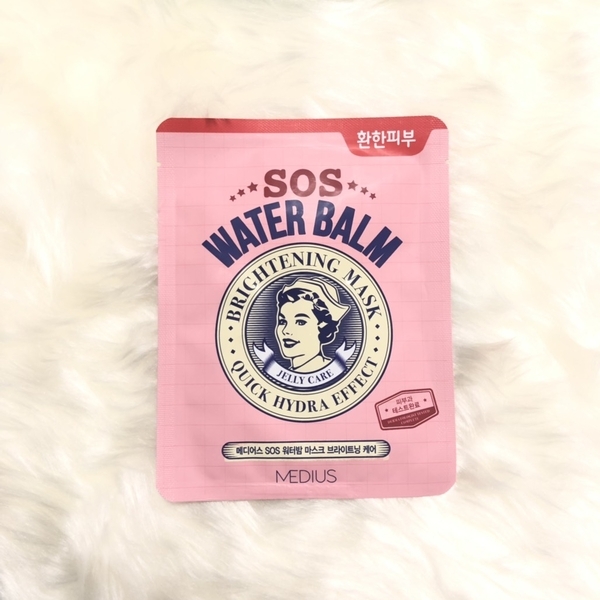 환한피부
SOS
WATER BALM
BRIGHTENING MASK
QUICK HYDRA EFFECT
JELLY CARE
피부과
테스트완료
메디어스 SOS 워터밤 마스크 브라이트닝 케어
MEDIUS